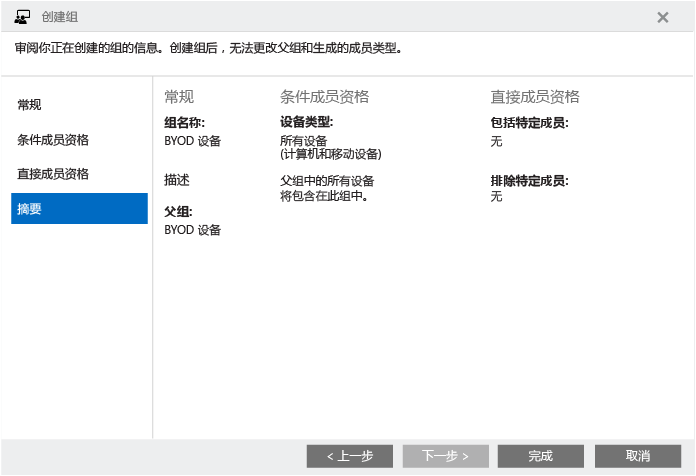 创建组
审阅你正在创建的组的信息。创建组后，无法更改父组和生成的成员类型。
常规
条件成员资格
直接成员资格
摘要
常规
组名称:
BYOD 设备
描述
父组:
BYOD 设备
条件成员资格
设备类型:
所有设备
(计算机和移动设备)
父组中的所有设备
将包含在此组中。
直接成员资格
包括特定成员:
无
排除特定成员:
无
< 上一步
下一步 >
完成
取消